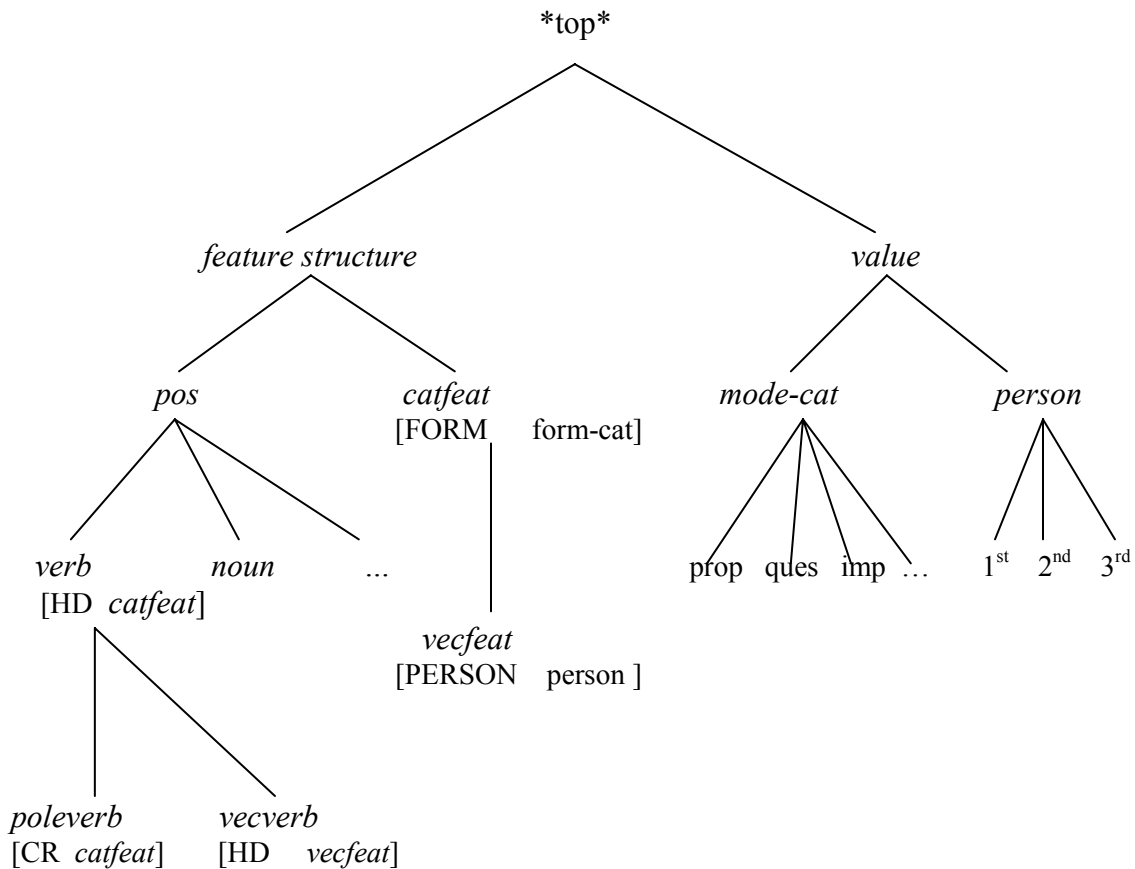 *top*
feature structure value
pos catfeat mode-cat person
[FORM form-cat]
verb noun ... prop ques imp … 1st 2nd 3rd
[HD catfeat]
vecfeat
[PERSON person ]
poleverb vecverb
[CR catfeat] [HD vecfeat]